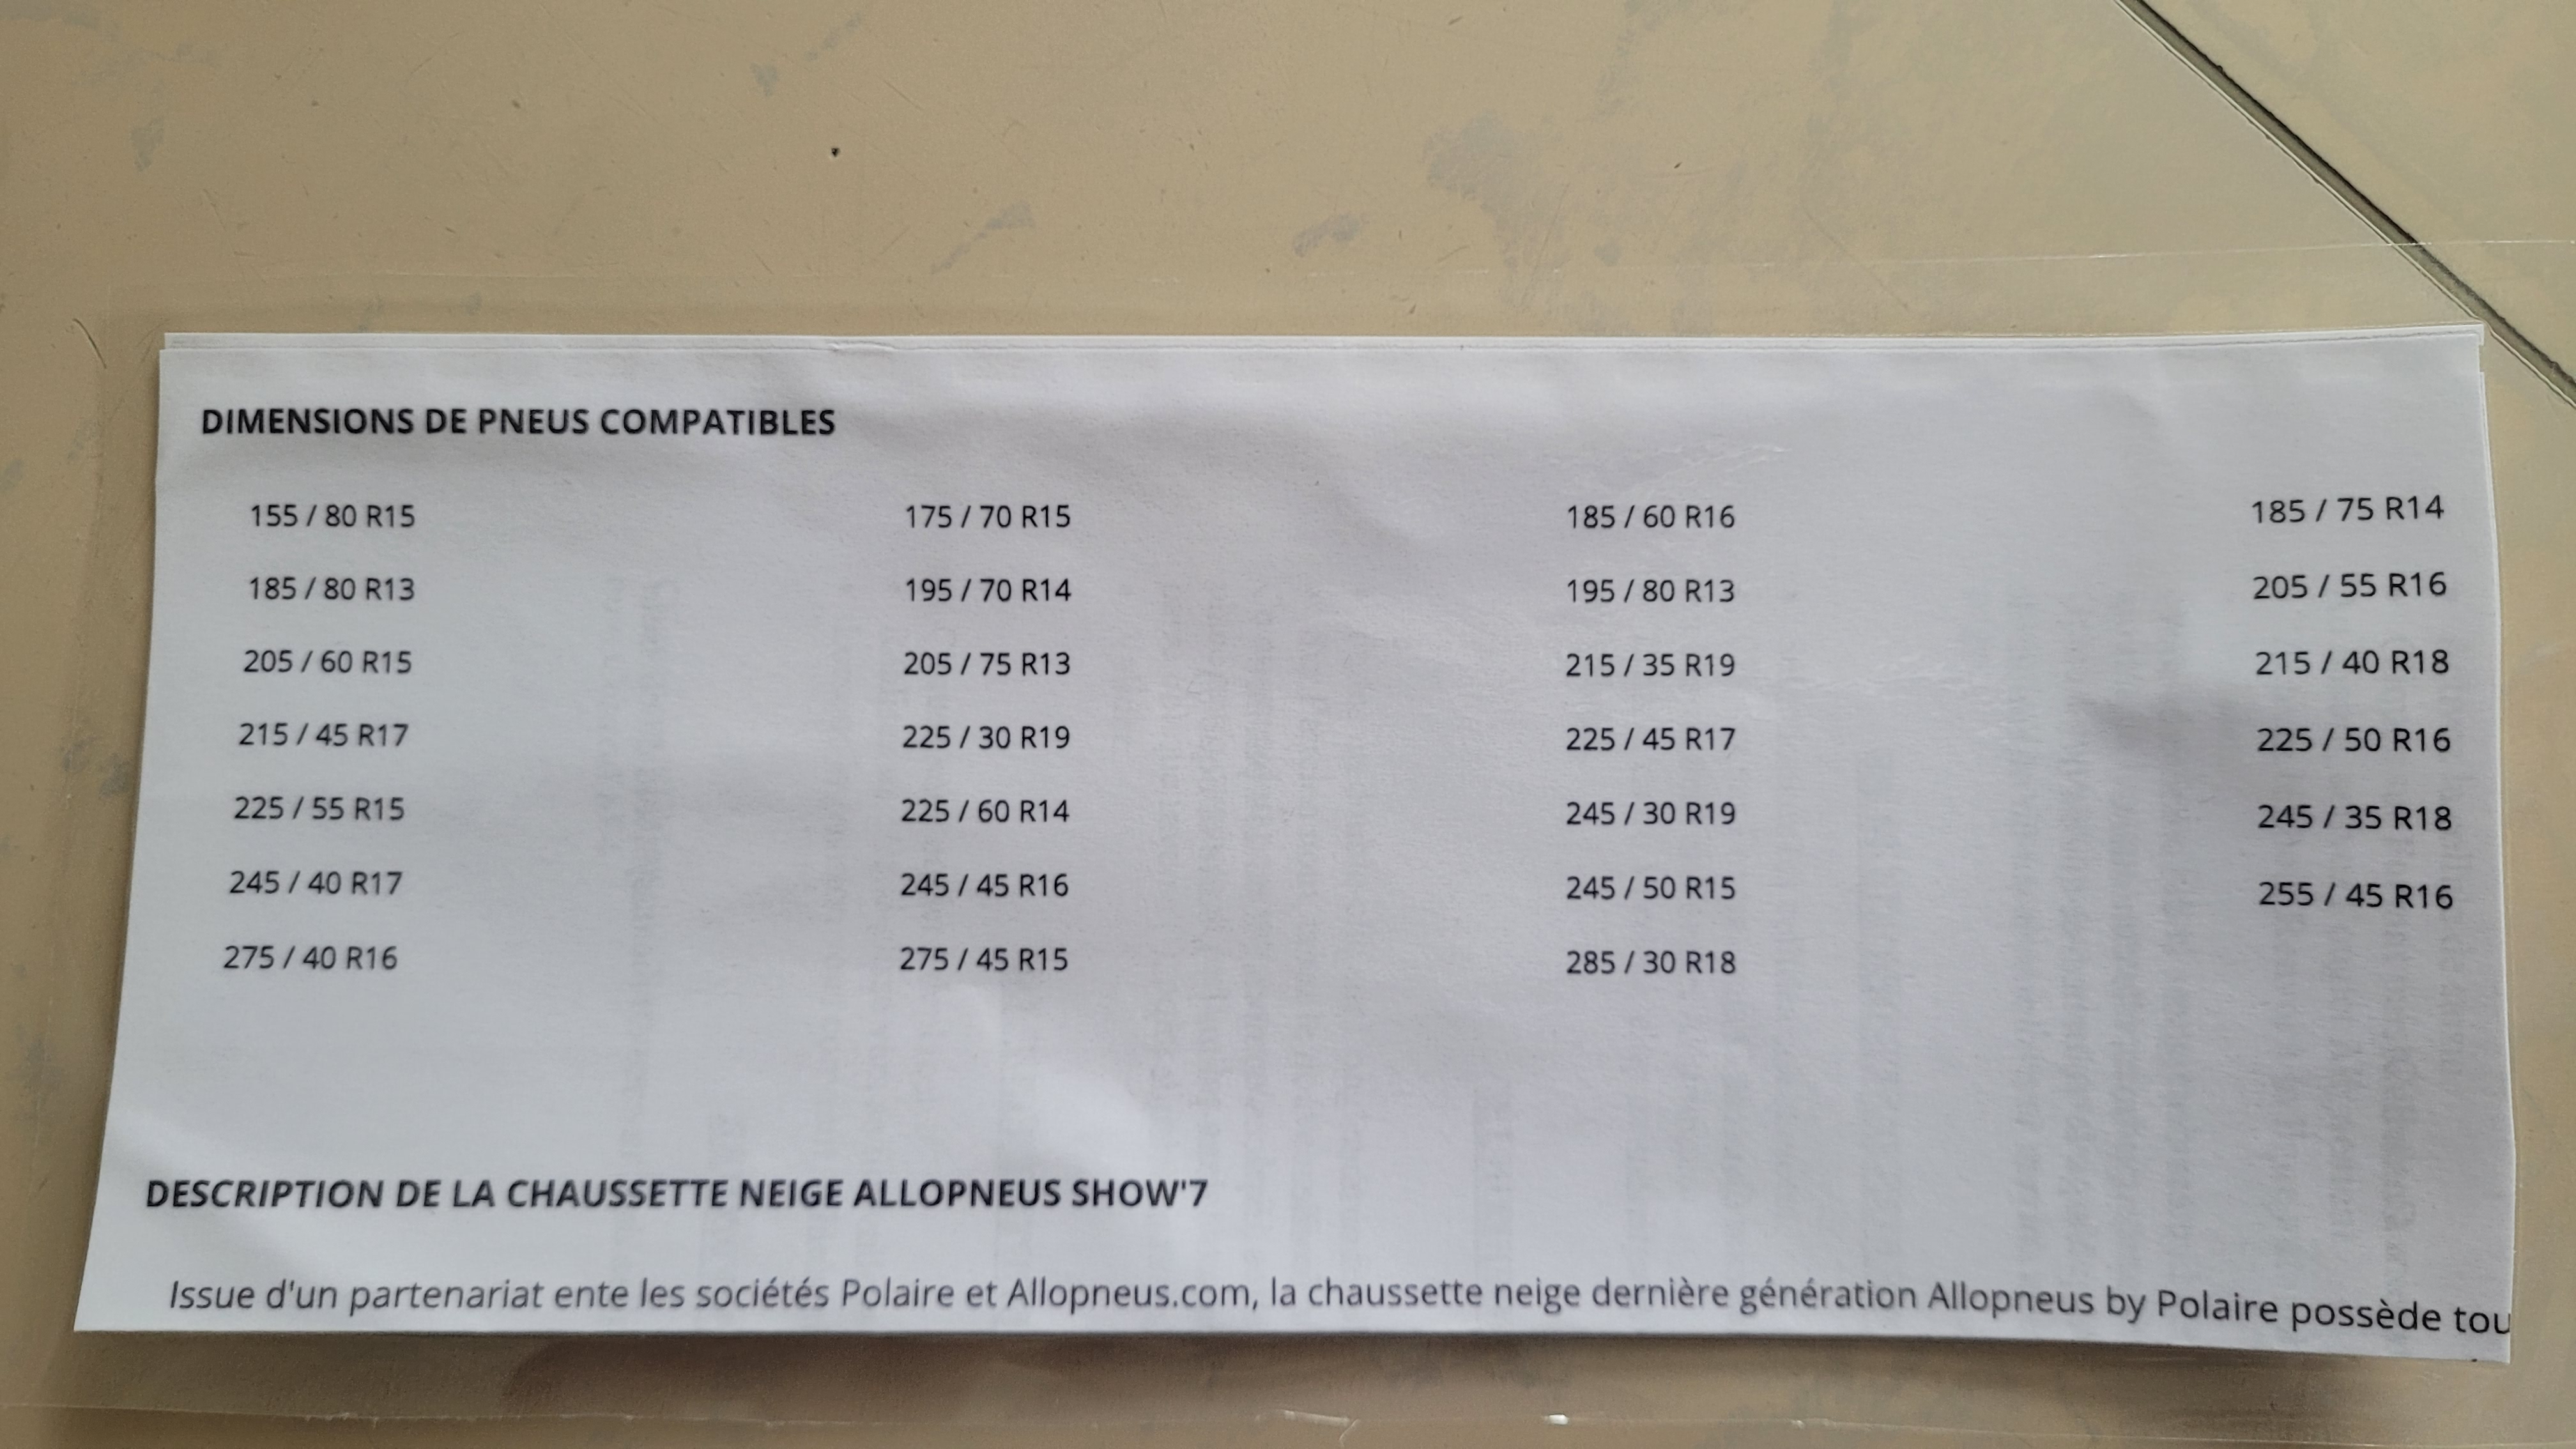 DIMENSIONS DE PNEUS COMPATIBLES
155 / 80 R15 175 / 70 R15 185 / 60 R16 185 / 75 R14
185 / 80 R13 195 / 70 R14 195 / 80 R13 205 / 55 R16
205 / 60 R15 205 / 75 R13 215 / 35 R19 215 / 40 R18
215 / 45 R17 225 / 30 R19 225 / 45 R17 225 / 50 R16
225 / 55 R15 225 / 60 R14 245 / 30 R19 245 / 35 R18
245 / 40 R17 245 / 45 R16 245 / 50 R15 255 / 45 R16
275 / 40 R16 275 / 45 R15 285 / 30 R18
DESCRIPTION DE LA CHAUSSETTE NEIGE ALLOPNEUS SHOW'7
Issue d'un partenariat ente les sociétés Polaire et Allopneus.com, la chaussette neige dernière génération Allopneus by Polaire possède tou